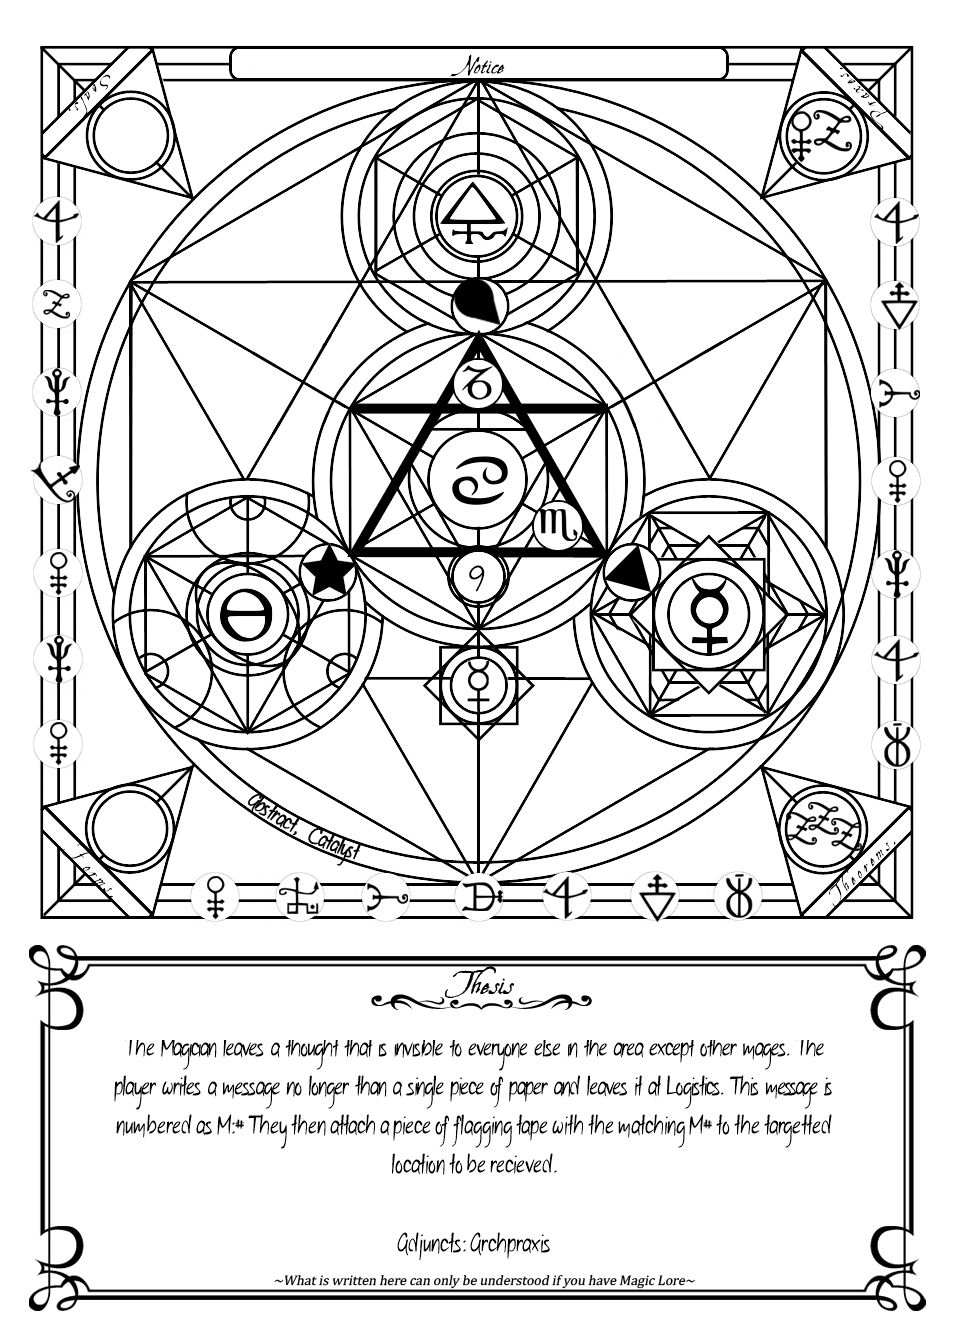 Notice
Seals
Praxes
9
Abstract, Catalyst
Forms
Theorems
Thesis
The Magician leaves a thought that is invisible to everyone else in the area except other mages. The
player writes a message no longer than a single piece of paper and leaves it at Logistics. This message is
numbered as M:# They then attach a piece of flagging tape with the matching M# to the targetted
location to be recieved.
Adjuncts: Archpraxis
~What is written here can only be understood if you have Magic Lore~